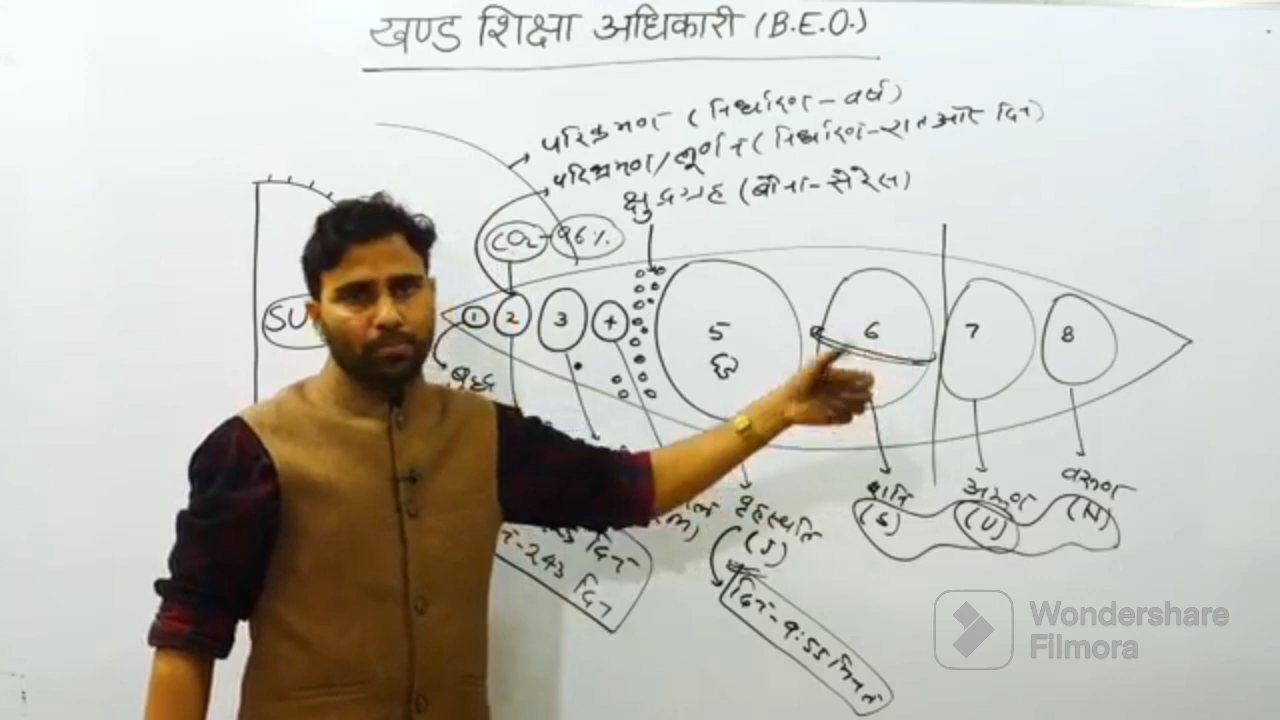 खण्ड शिक्षा अधिकारी (B.E.O.)
परिक्रमण (निर्धारण-वर्ष)
परिभ्रमण/घूर्णन (निर्धारण-रात और दिन)
क्षुद्रग्रह (बौना-सेरेस)
CO₂-96%
SU
1
2
3
4
5
6
7
8
बुद्ध
शनि
(S)
अरुण
(U)
वरुण
(N)
बृहस्पति
(J)
दिन
-243 दिन
दिन-9:55 मिनट
Wondershare
Filmora